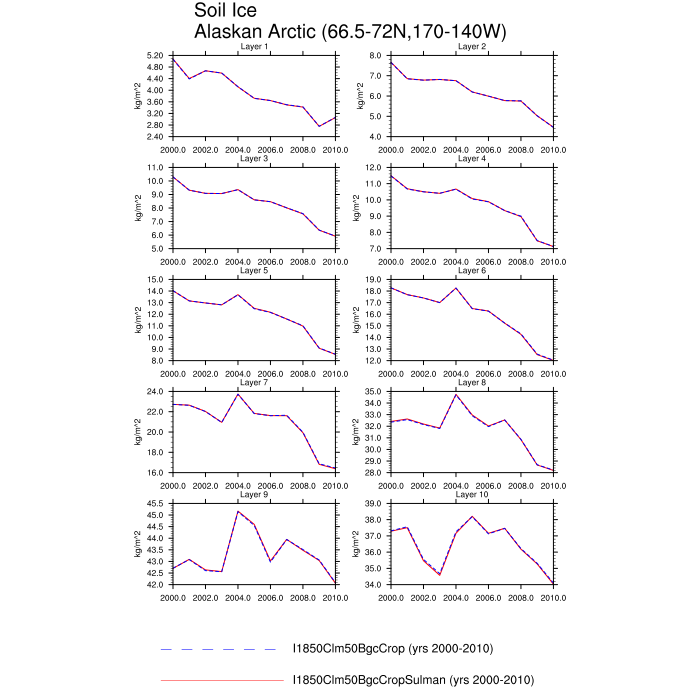 Soil Ice
Alaskan Arctic (66.5-72N,170-140W)
Layer 1
5.20
4.80
4.40
4.00
3.60
3.20
2.80
2.40
kg/m^2
2000.0 2002.0 2004.0 2006.0 2008.0 2010.0
Layer 2
8.0
7.0
6.0
5.0
4.0
kg/m^2
2000.0 2002.0 2004.0 2006.0 2008.0 2010.0
Layer 3
11.0
10.0
9.0
8.0
7.0
6.0
5.0
kg/m^2
2000.0 2002.0 2004.0 2006.0 2008.0 2010.0
Layer 4
12.0
11.0
10.0
9.0
8.0
7.0
kg/m^2
2000.0 2002.0 2004.0 2006.0 2008.0 2010.0
Layer 5
15.0
14.0
13.0
12.0
11.0
10.0
9.0
8.0
kg/m^2
2000.0 2002.0 2004.0 2006.0 2008.0 2010.0
Layer 6
19.0
18.0
17.0
16.0
15.0
14.0
13.0
12.0
kg/m^2
2000.0 2002.0 2004.0 2006.0 2008.0 2010.0
Layer 7
24.0
22.0
20.0
18.0
16.0
kg/m^2
2000.0 2002.0 2004.0 2006.0 2008.0 2010.0
Layer 8
35.0
34.0
33.0
32.0
31.0
30.0
29.0
28.0
kg/m^2
2000.0 2002.0 2004.0 2006.0 2008.0 2010.0
Layer 9
45.5
45.0
44.5
44.0
43.5
43.0
42.5
42.0
kg/m^2
2000.0 2002.0 2004.0 2006.0 2008.0 2010.0
Layer 10
39.0
38.0
37.0
36.0
35.0
34.0
kg/m^2
2000.0 2002.0 2004.0 2006.0 2008.0 2010.0
I1850Clm50BgcCrop (yrs 2000-2010)
I1850Clm50BgcCropSulman (yrs 2000-2010)